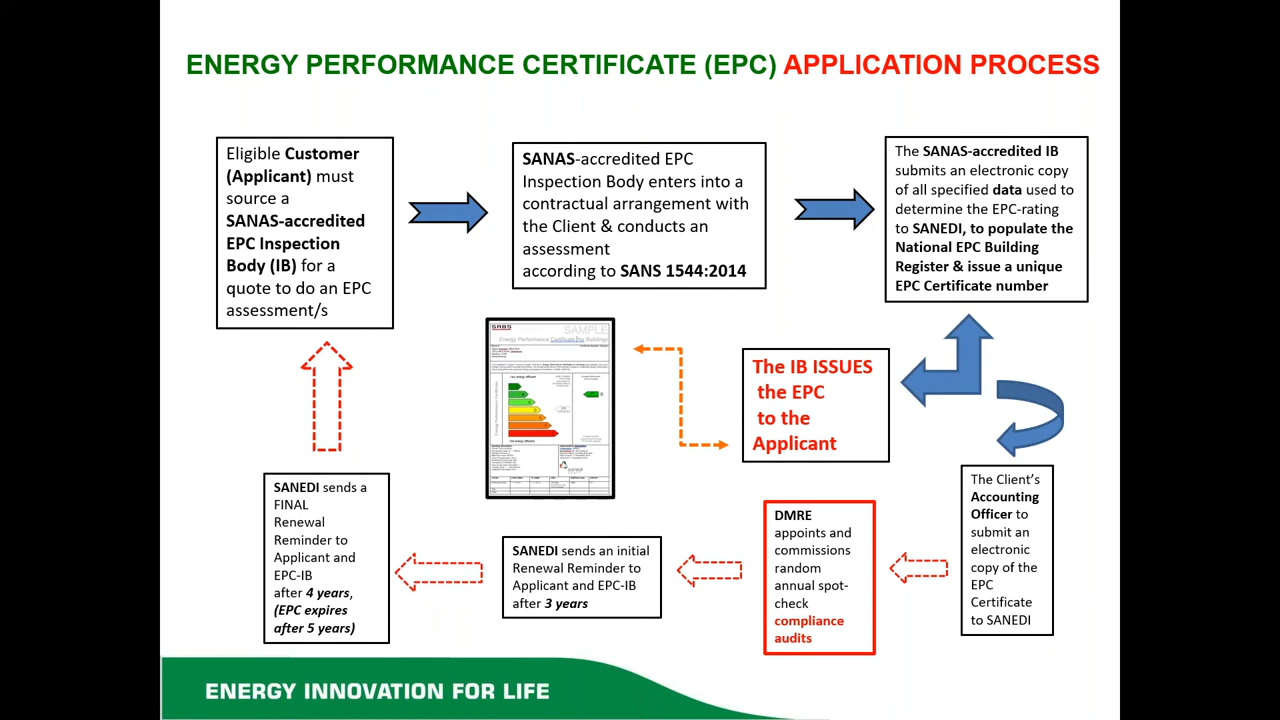 ENERGY PERFORMANCE CERTIFICATE (EPC) APPLICATION PROCESS
Eligible Customer
(Applicant) must
source a
SANAS-accredited
EPC Inspection
Body (IB) for a
quote to do an EPC
assessment/s
SANAS-accredited EPC
Inspection Body enters into a
contractual arrangement with
the Client & conducts an
assessment
according to SANS 1544:2014
The SANAS-accredited IB
submits an electronic copy
of all specified data used to
determine the EPC-rating
to SANEDI, to populate the
National EPC Building
Register & issue a unique
EPC Certificate number
SABS
SAMPLE
Energy Performance Certificate for Buildings
The IB ISSUES
the EPC
to the
Applicant
The Client's
Accounting
Officer to
submit an
electronic
copy of the
EPC
Certificate
to SANEDI
DMRE
appoints and
commissions
random
annual spot-
check
compliance
audits
SANEDI sends an initial
Renewal Reminder to
Applicant and EPC-IB
after 3 years
SANEDI sends a
FINAL
Renewal
Reminder to
Applicant and
EPC-IB
after 4 years,
(EPC expires
after 5 years)
ENERGY INNOVATION FOR LIFE